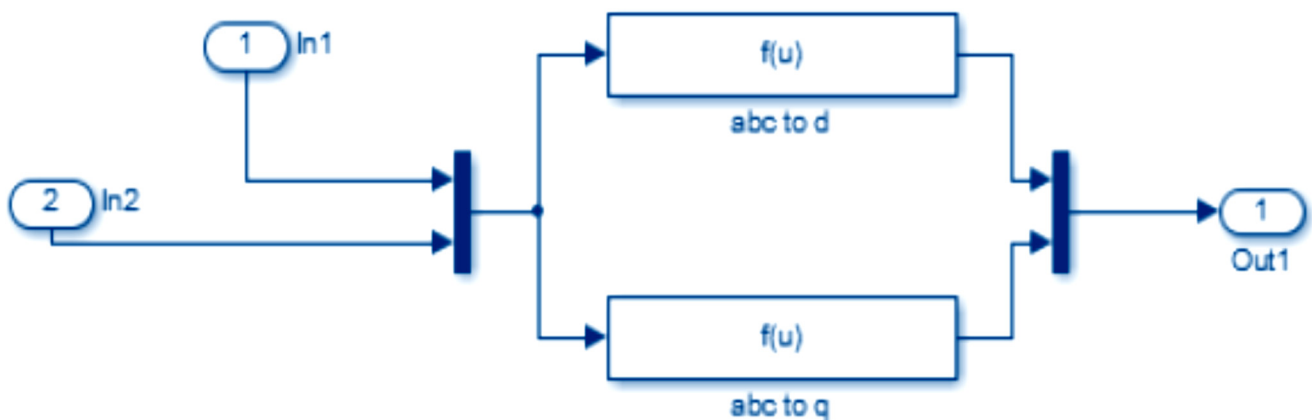 1 In1
f(u)
abc to d
2 In2
1
Out1
f(u)
abc to q